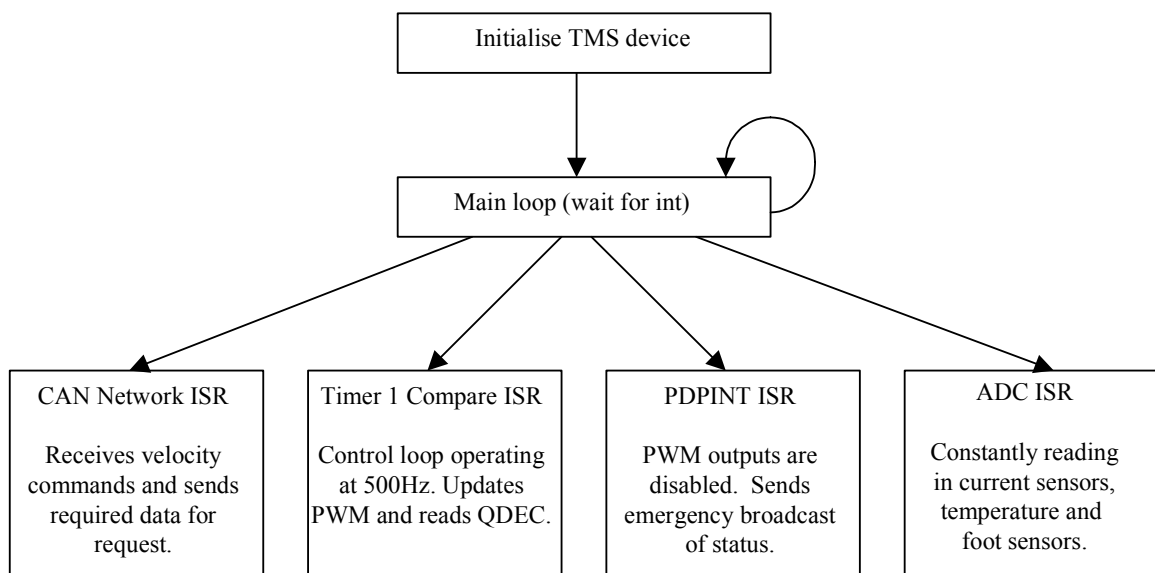 Initialise TMS device
Main loop (wait for int)
CAN Network ISR
Receives velocity
commands and sends
required data for
request.
Timer 1 Compare ISR
Control loop operating
at 500Hz. Updates
PWM and reads QDEC.
PDPINT ISR
PWM outputs are
disabled.  Sends
emergency broadcast
of status.
ADC ISR
Constantly reading
in current sensors,
temperature and
foot sensors.